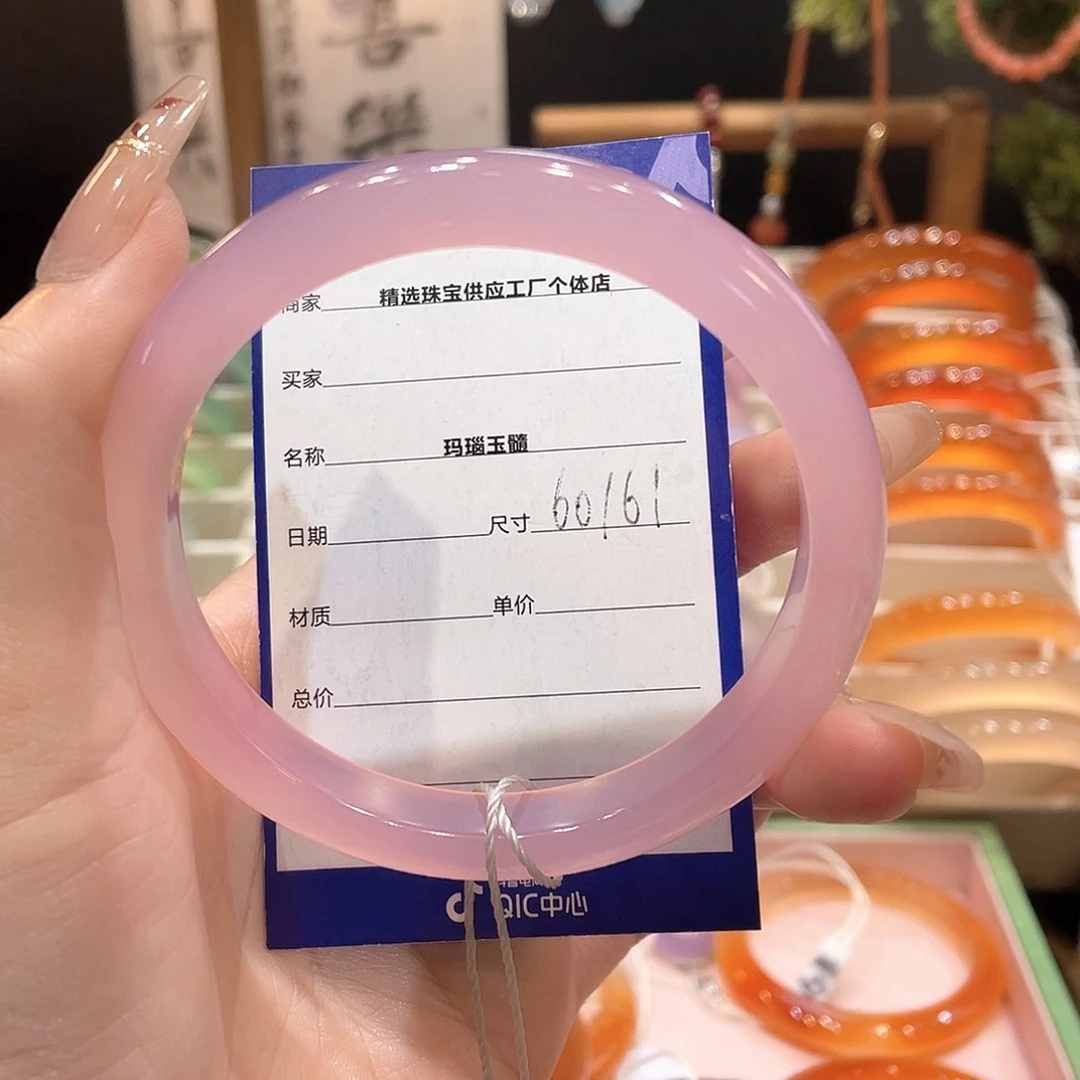 喜
樂
商家 精选珠宝供应工厂个体店
买家
名称 玛瑙玉髓
日期 尺寸 60/61
材质 单价
总价
QIC中心